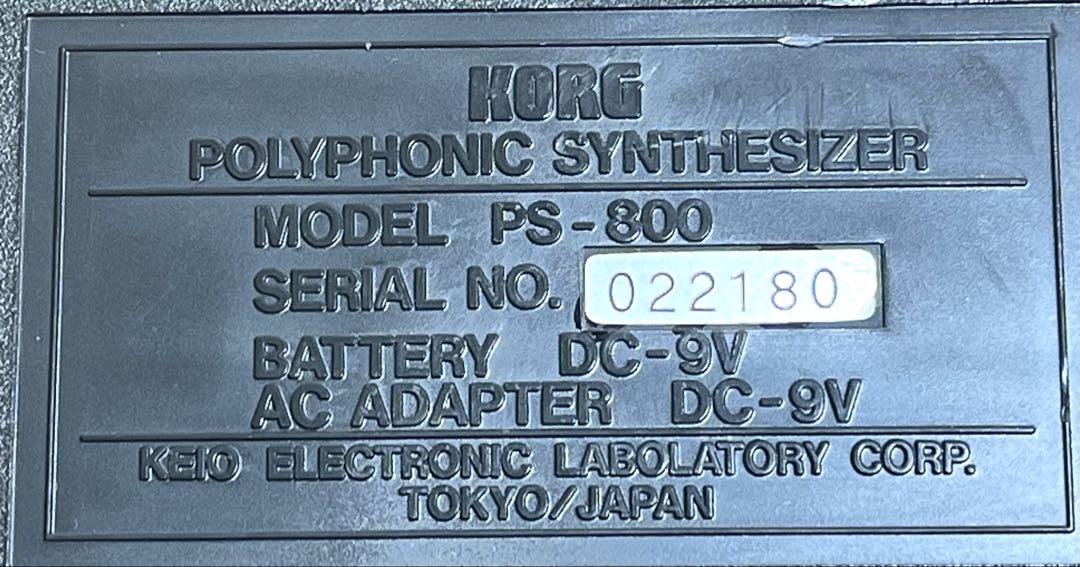 KORG
POLYPHONIC SYNTHESIZER
MODEL PS-800
SERIAL NO. 022180
BATTERY DC-9V
AC ADAPTER DC-9V
KEIO ELECTRONIC LABOLATORY CORP.
TOKYO/JAPAN